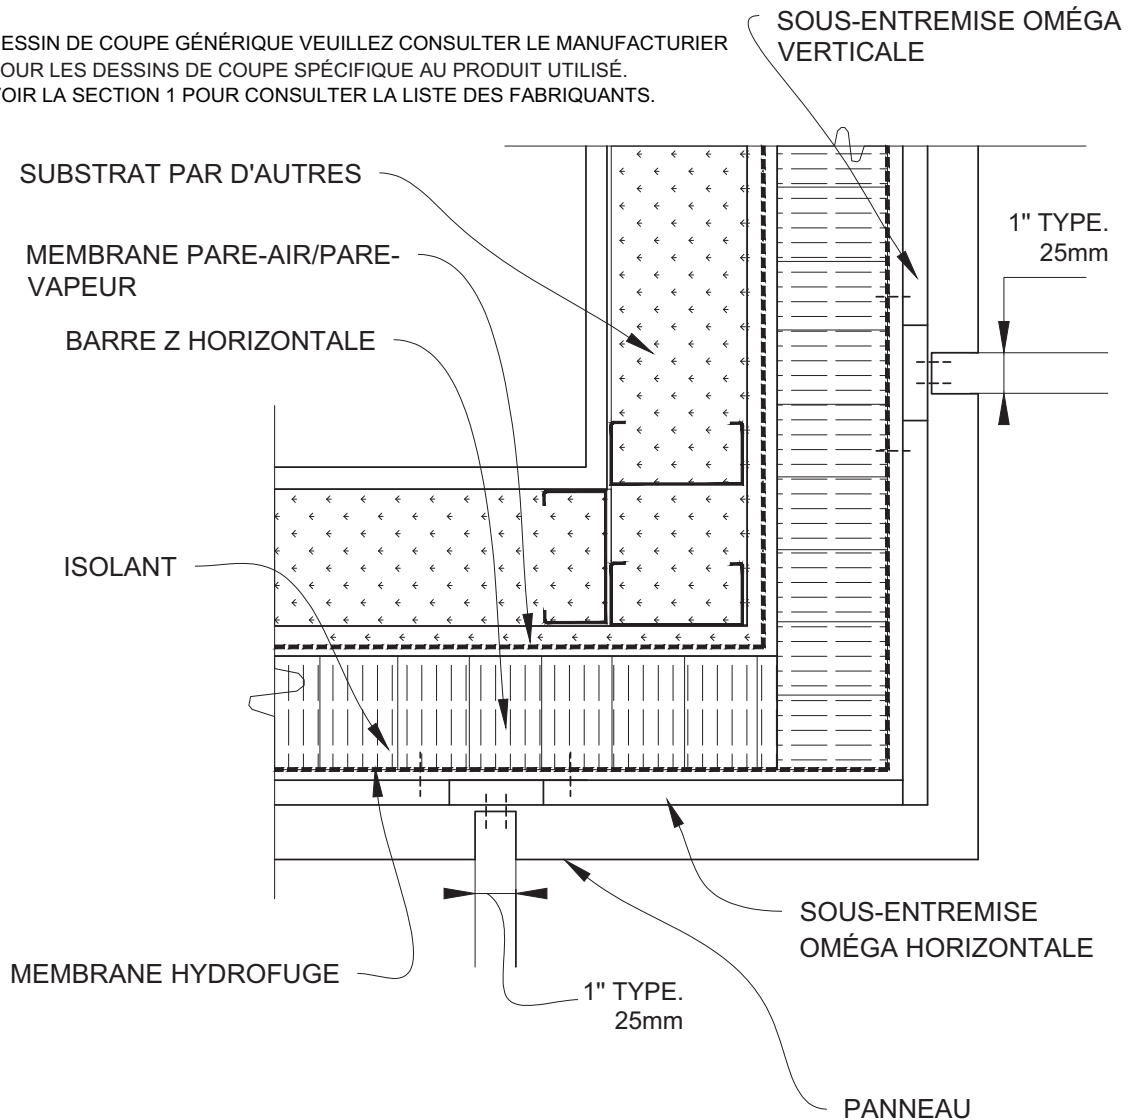 ESSIN DE COUPE GÉNÉRIQUE VEUILLEZ CONSULTER LE MANUFACTURIER
OUR LES DESSINS DE COUPE SPÉCIFIQUE AU PRODUIT UTILISÉ.
VOIR LA SECTION 1 POUR CONSULTER LA LISTE DES FABRIQUANTS.
SOUS-ENTREMISE OMÉGA
VERTICALE
SUBSTRAT PAR D'AUTRES
1" TYPE.
25mm
MEMBRANE PARE-AIR/PARE-
VAPEUR
BARRE Z HORIZONTALE
ISOLANT
SOUS-ENTREMISE
OMÉGA HORIZONTALE
MEMBRANE HYDROFUGE
1" TYPE.
25mm
PANNEAU